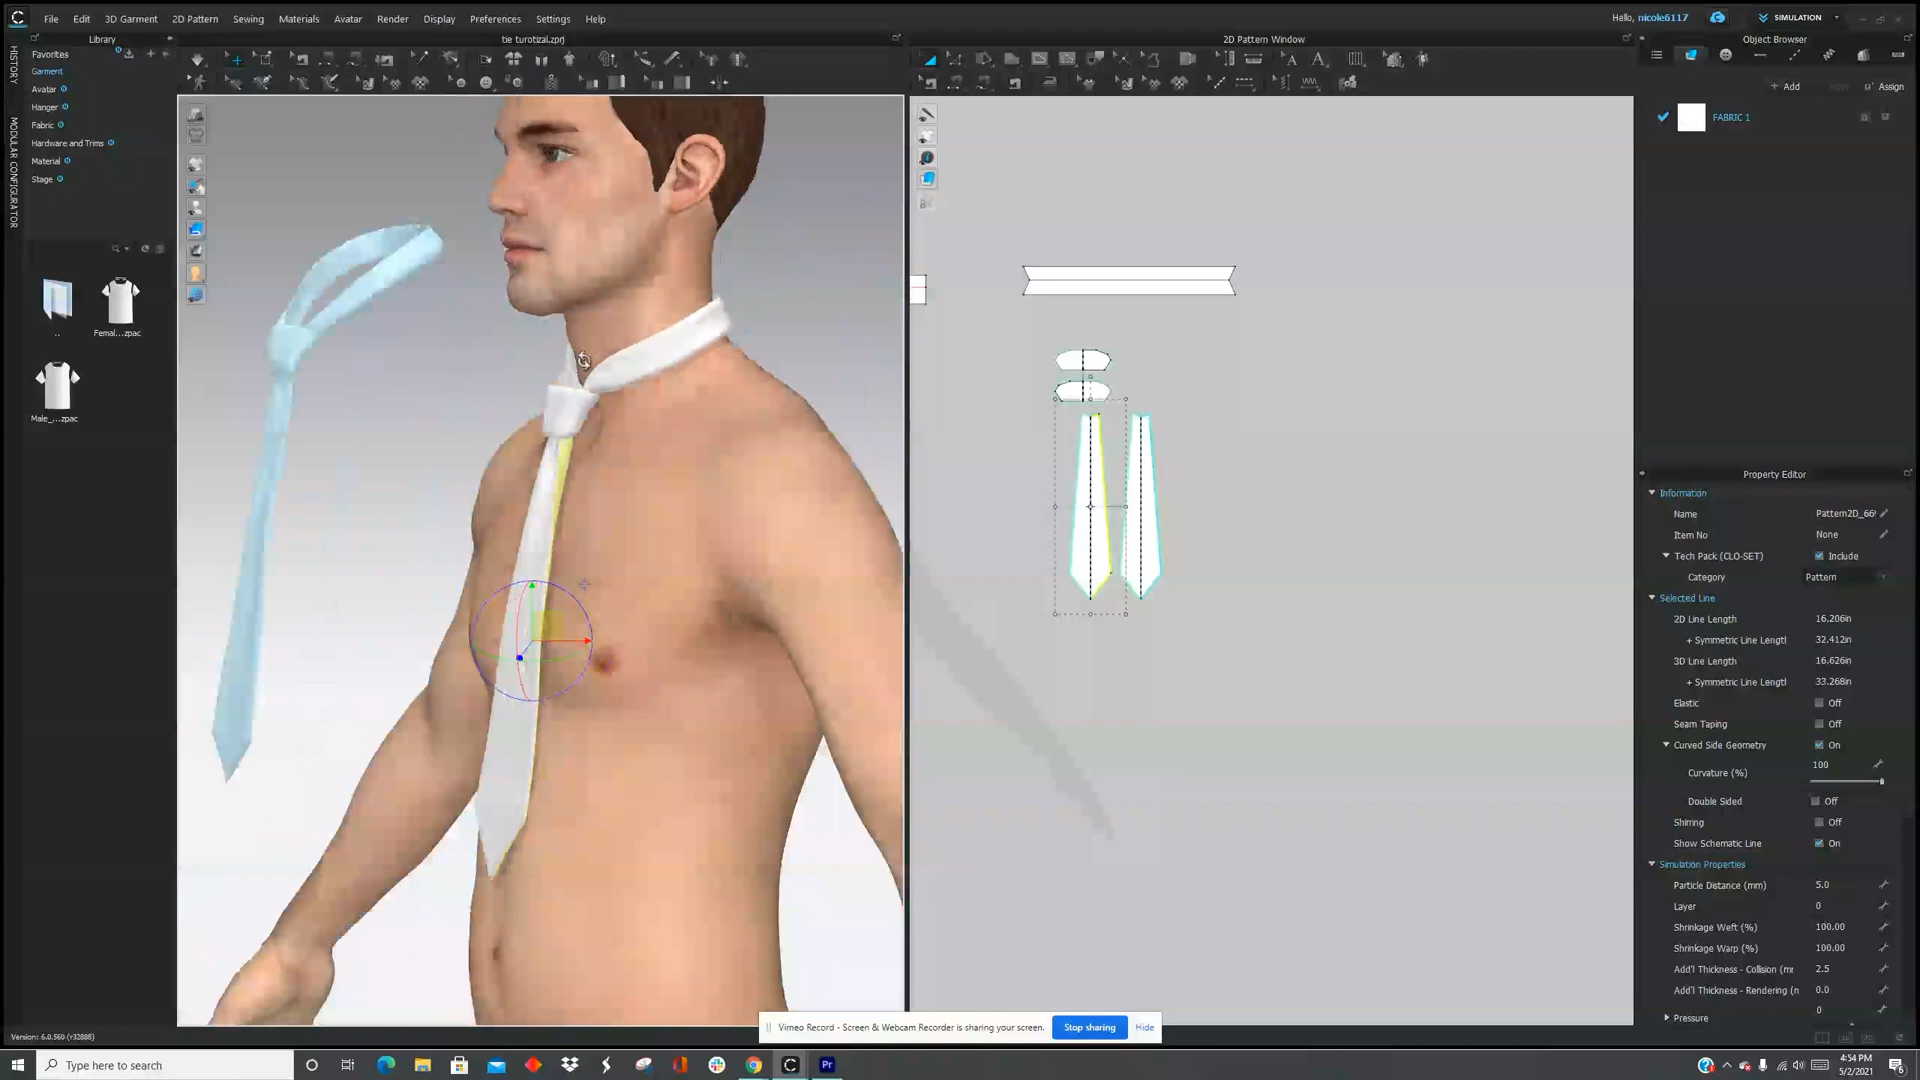 File Edit 3D Garment 2D Pattern Sewing Materials Avatar Render Display Preferences Settings Help
Hello, nicole6117
SIMULATION
Library
tie turotizal.zprj
2D Pattern Window
Object Browser
HISTORY
MODULAR CONFIGURATOR
Favorites
Garment
Avatar
Hanger
Fabric
Hardware and Trims
Material
Stage
..
Femal...zpac
Male_...zpac
+ Add
Assign
FABRIC 1
Property Editor
Information
Name Pattern2D_66
Item No None
Tech Pack (CLO-SET) Include
Category Pattern
Selected Line
2D Line Length 16.206in
+ Symmetric Line Lengtl 32.412in
3D Line Length 16.626in
+ Symmetric Line Lengtl 33.268in
Elastic Off
Seam Taping Off
Curved Side Geometry On
Curvature (%) 100
Double Sided Off
Shirring Off
Show Schematic Line On
Simulation Properties
Particle Distance (mm) 5.0
Layer 0
Shrinkage Weft (%) 100.00
Shrinkage Warp (%) 100.00
Add'l Thickness - Collision (mr 2.5
Add'l Thickness - Rendering (n 0.0
Pressure 0
Version: 6.0.560 (r32888)
Vimeo Record - Screen & Webcam Recorder is sharing your screen.
Stop sharing
Hide
Type here to search
4:54 PM
5/2/2021